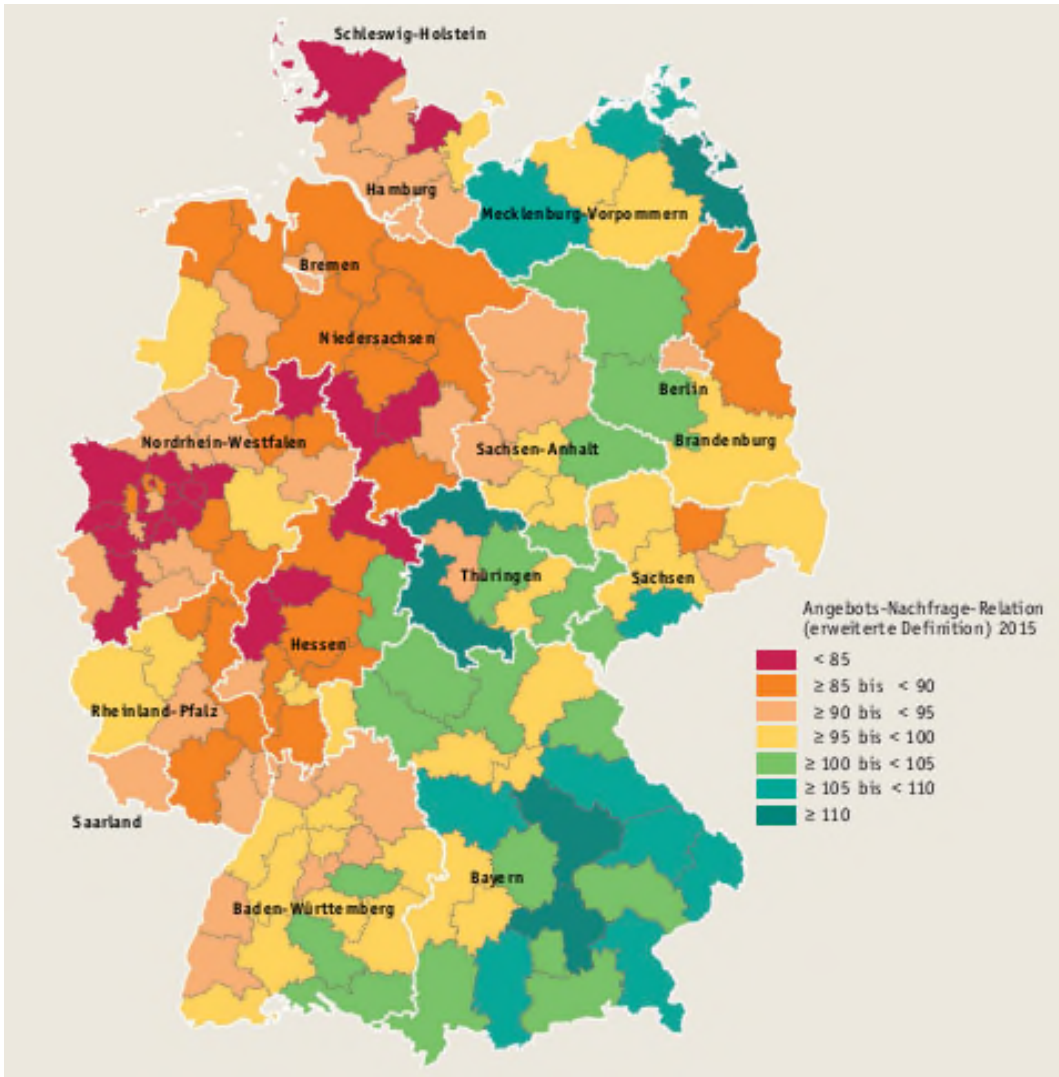 Schleswig-Holstein
Hamburg
Mecklenburg-Vorpommern
Bremen
Niedersachsen
Berlin
Nordrhein-Westfalen
Sachsen-Anhalt
Brandenburg
Thüringen
Sachsen
Hessen
Rheinland-Pfalz
Saarland
Bayern
Baden-Württemberg
Angebots-Nachfrage-Relation
(erweiterte Definition) 2015
< 85
≥ 85 bis < 90
≥ 90 bis < 95
≥ 95 bis < 100
≥ 100 bis < 105
≥ 105 bis < 110
≥ 110